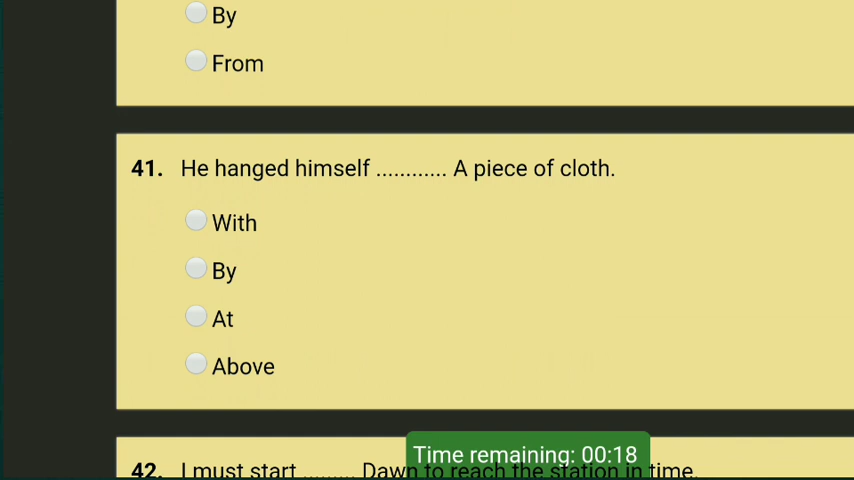 By
From
41. He hanged himself ............ A piece of cloth.
With
By
At
Above
Time remaining: 00:18
42. I must start ......... Dawn to reach the station in time.